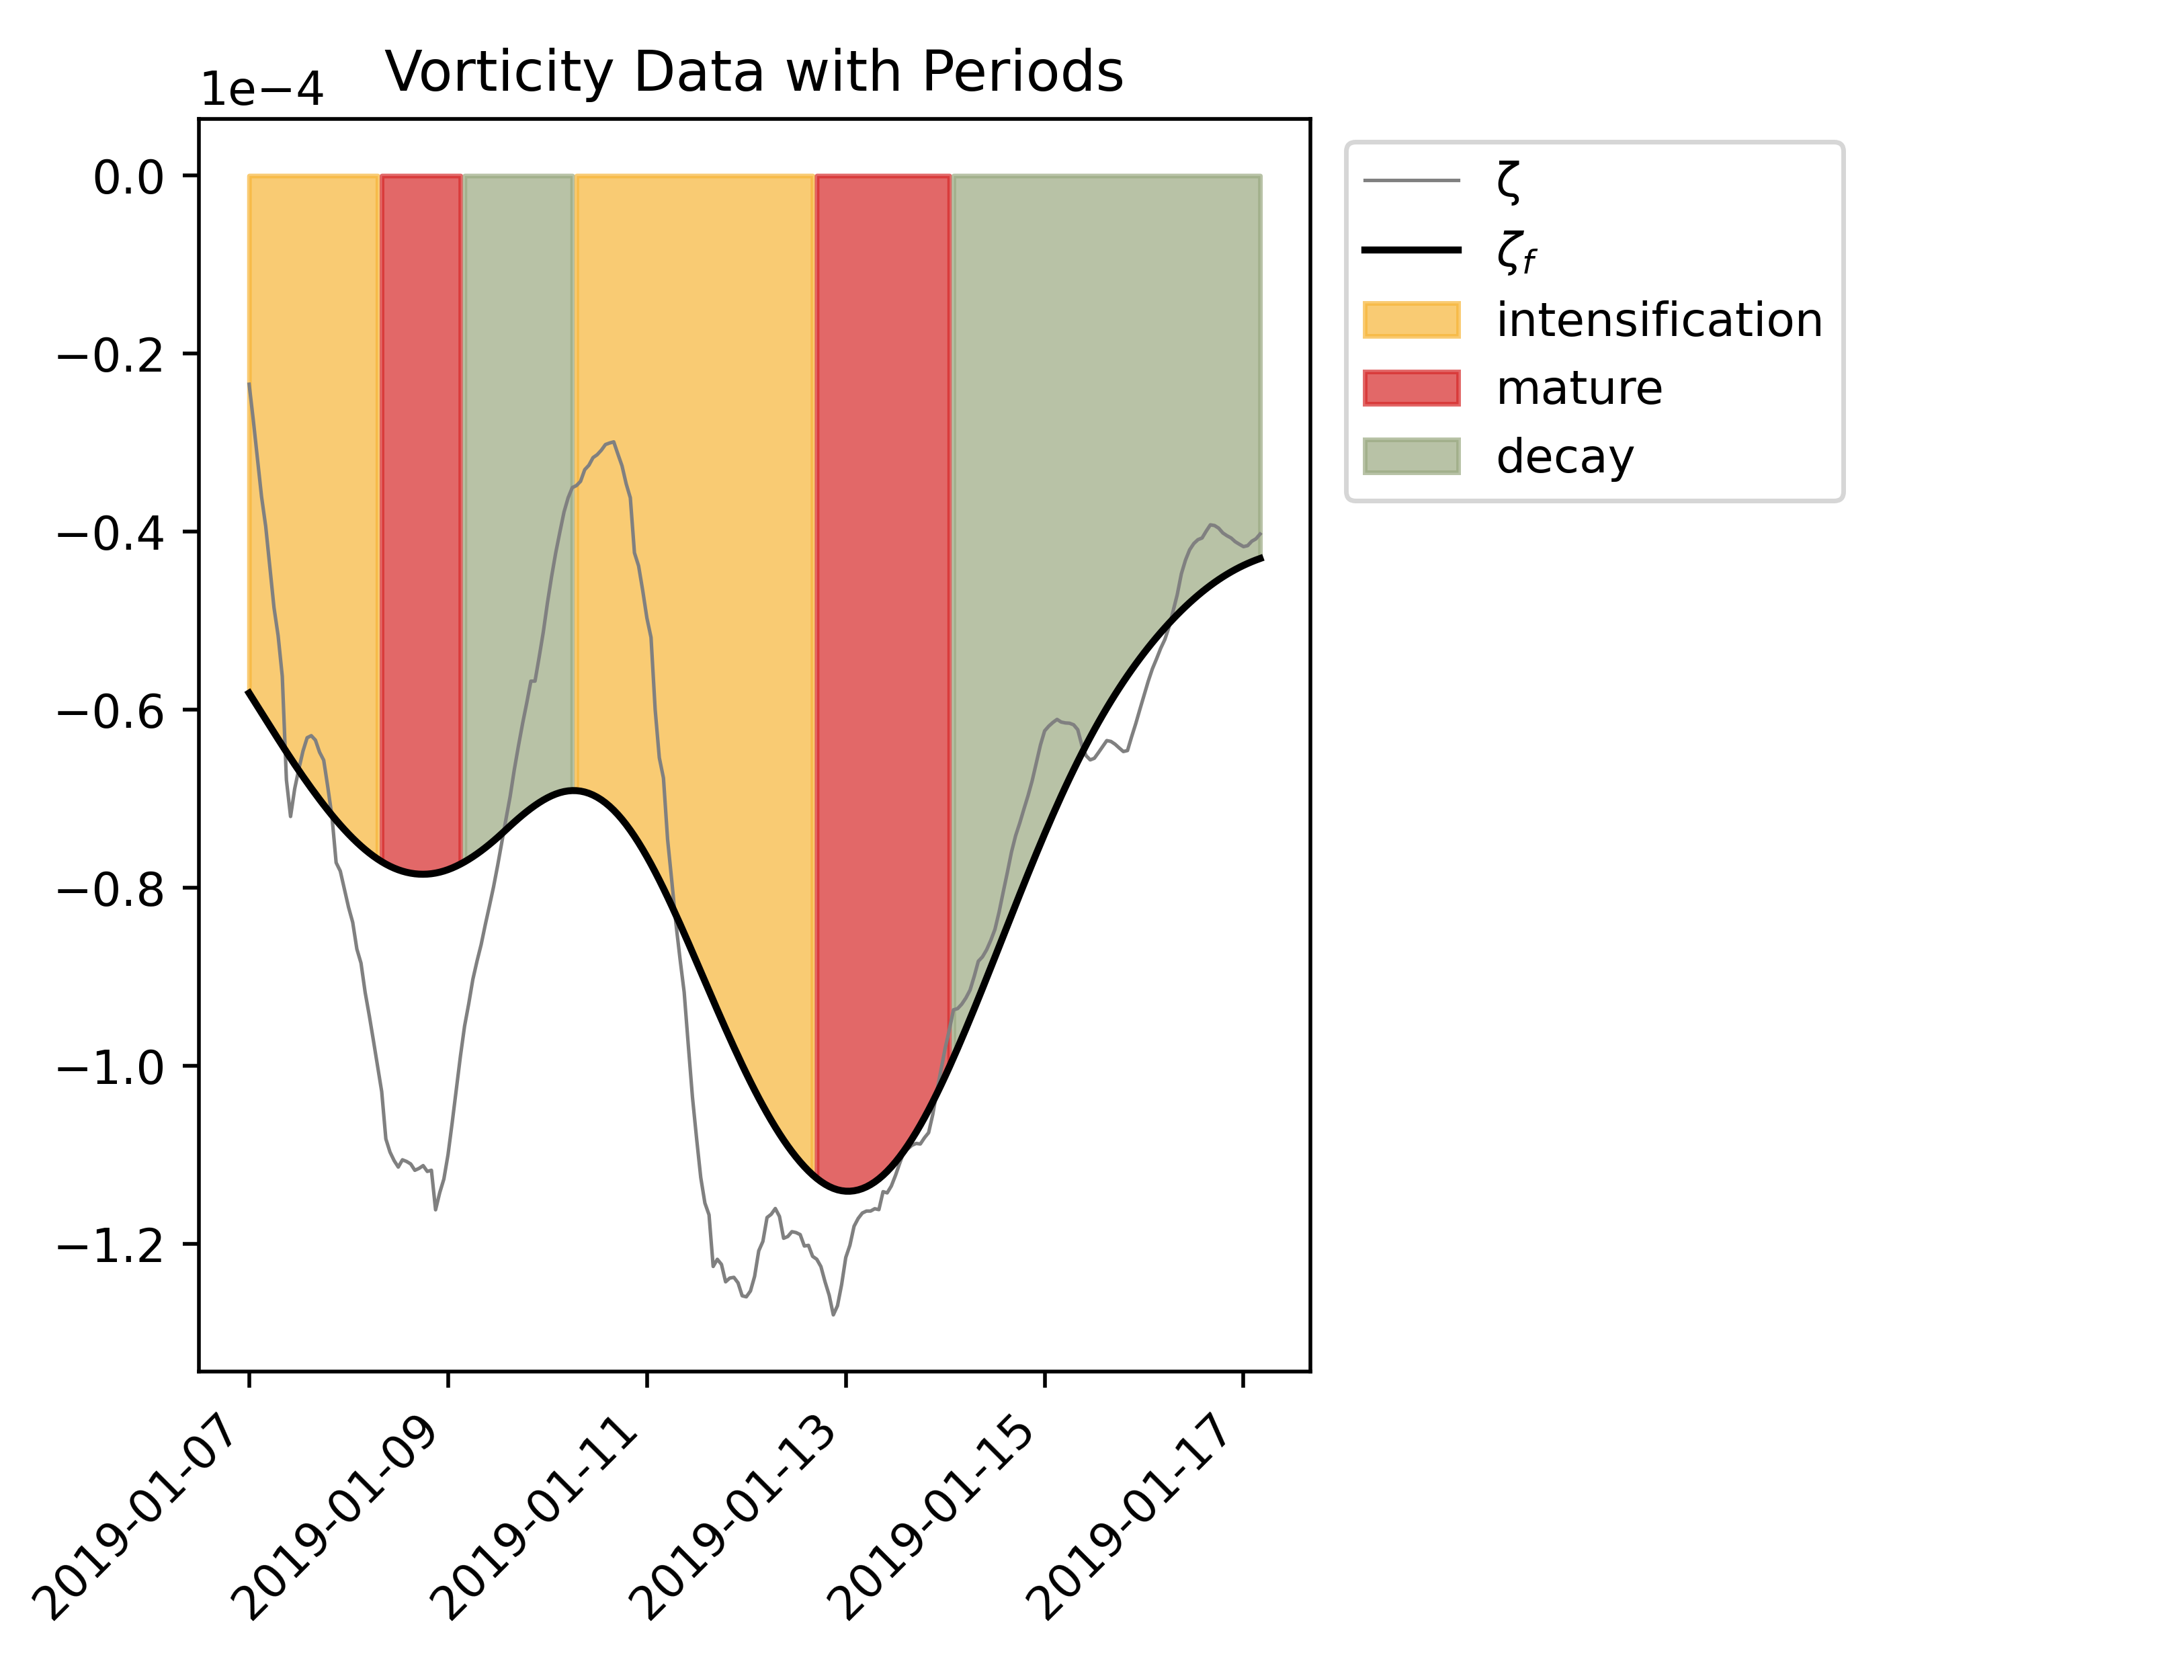 Vorticity Data with Periods
1e−4
0.0
−0.2
−0.4
−0.6
−0.8
−1.0
−1.2
2019-01-07
2019-01-09
2019-01-11
2019-01-13
2019-01-15
2019-01-17
ζ
ζf
intensification
mature
decay